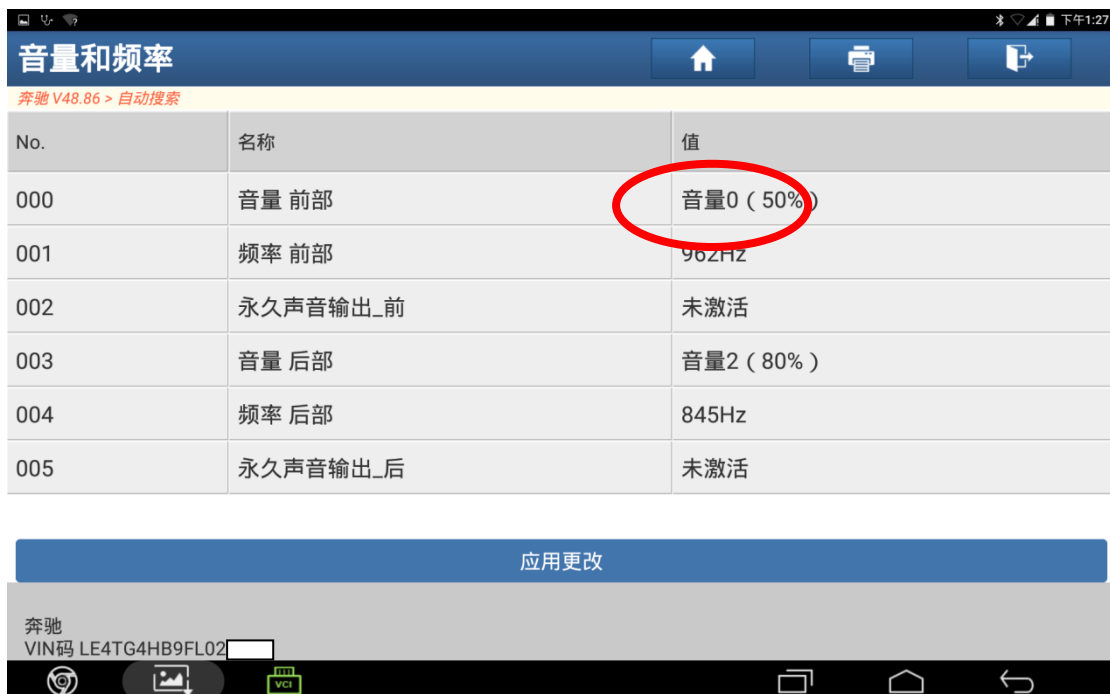 下午1:27
音量和频率
奔驰 V48.86 > 自动搜索
No. 名称 值
000 音量 前部 音量0（50%）
001 频率 前部 962Hz
002 永久声音输出_前 未激活
003 音量 后部 音量2（80%）
004 频率 后部 845Hz
005 永久声音输出_后 未激活
应用更改
奔驰
VIN码 LE4TG4HB9FL02
VCI